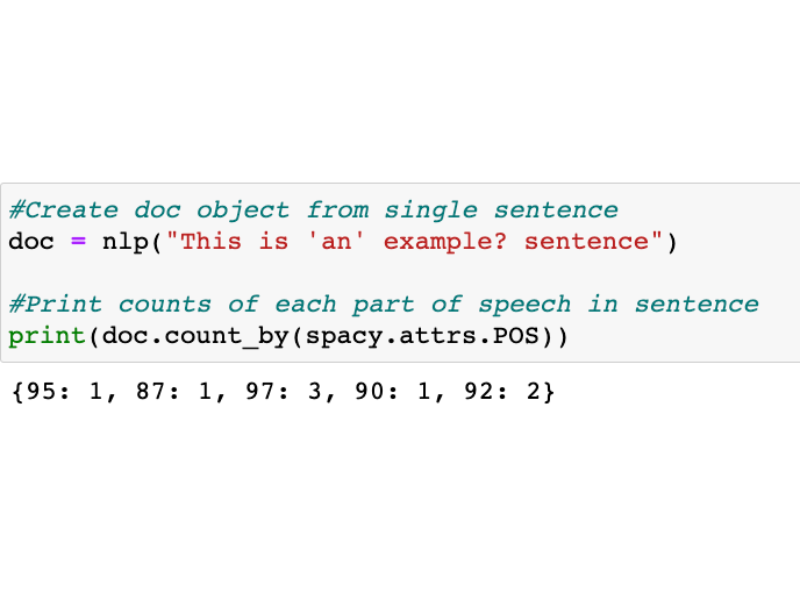 #Create doc object from single sentence
doc = nlp("This is 'an' example? sentence")
#Print counts of each part of speech in sentence
print(doc.count_by(spacy.attrs.POS))
{95: 1, 87: 1, 97: 3, 90: 1, 92: 2}